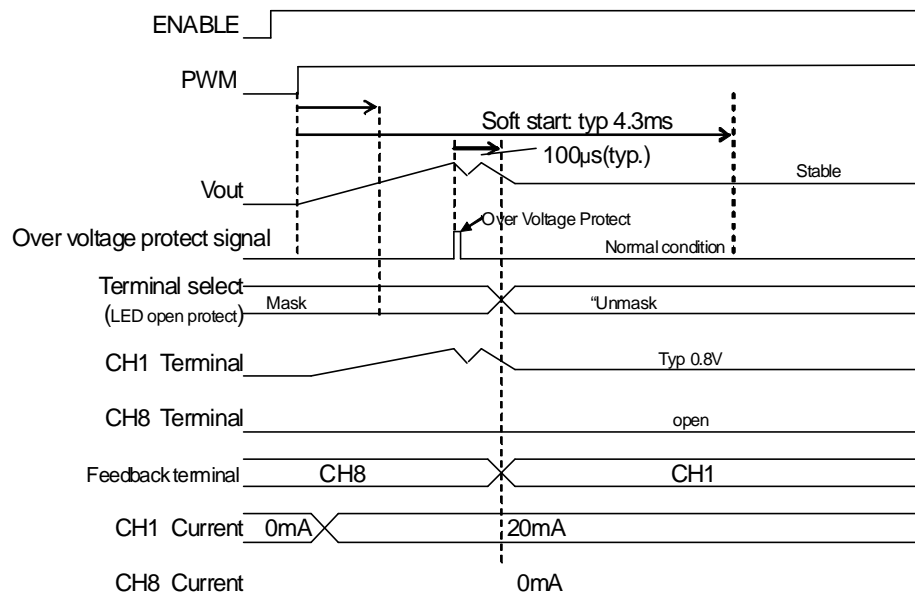 ENABLE
PWM
Soft start: typ 4.3ms
100μs(typ.)
Stable
Vout
Over Voltage Protect
Over voltage protect signal
Normal condition
Terminal select
Mask
“Unmask
(LED open protect)
CH1 Terminal
Typ 0.8V
CH8 Terminal
open
Feedback terminal
CH8
CH1
CH1 Current
0mA
20mA
CH8 Current
0mA